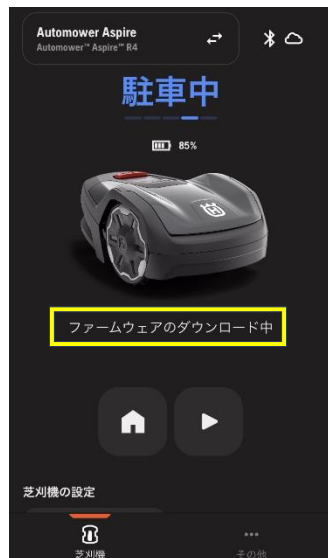 Automower Aspire
Automower™ Aspire™ R4
駐車中
85%
ファームウェアのダウンロード中
芝刈機の設定
芝刈機
その他